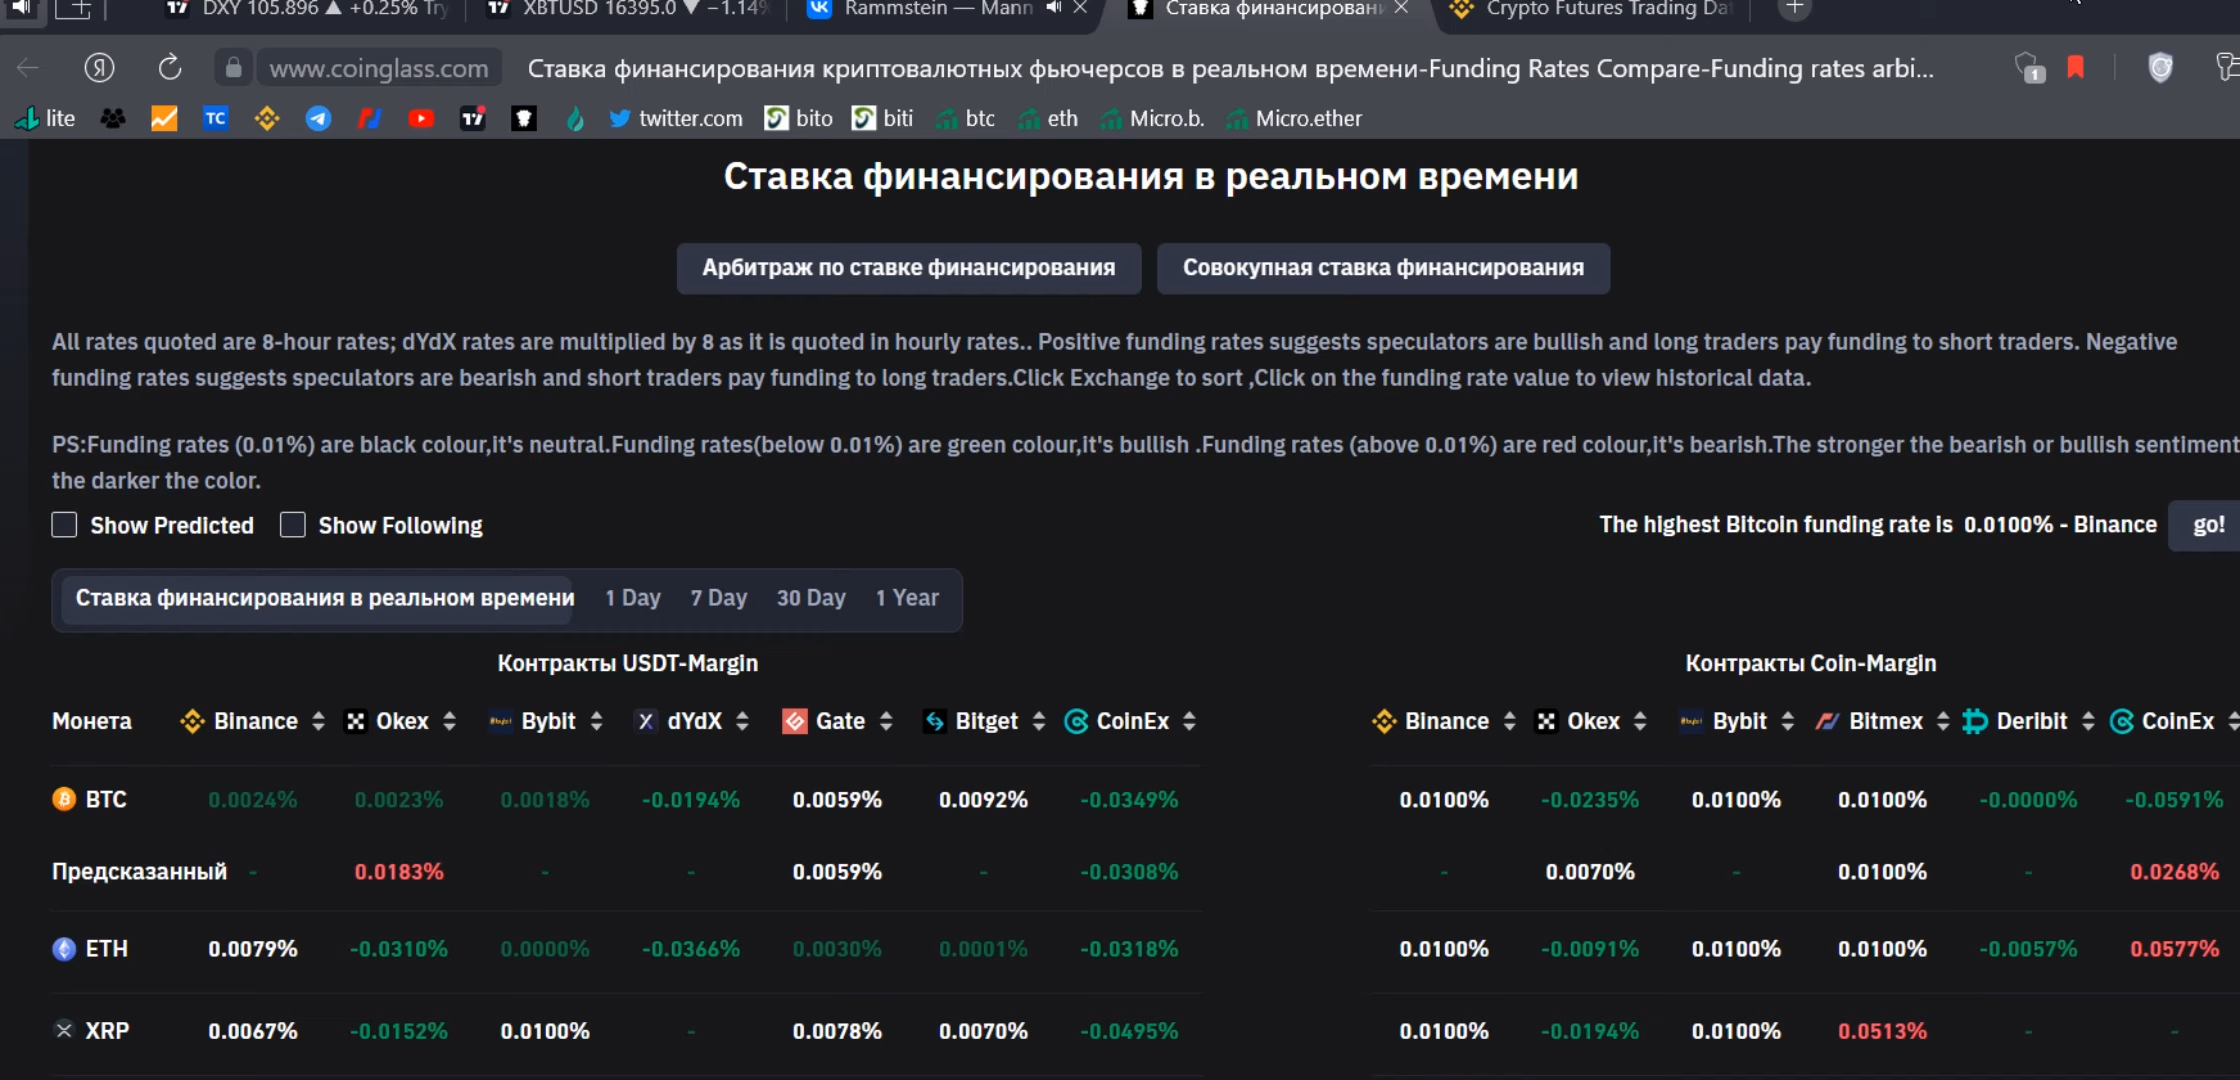 DXY 105.896 ▲ +0.25% Try
XBTUSD 16395.0 ▼ −1.14%
Rammstein — Mann
Ставка финансировани
Crypto Futures Trading Dat
www.coinglass.com Ставка финансирования криптовалютных фьючерсов в реальном времени-Funding Rates Compare-Funding rates arbi... 1
lite TC twitter.com bito biti btc eth Micro.b. Micro.ether
Ставка финансирования в реальном времени
Арбитраж по ставке финансирования Совокупная ставка финансирования
All rates quoted are 8-hour rates; dYdX rates are multiplied by 8 as it is quoted in hourly rates.. Positive funding rates suggests speculators are bullish and long traders pay funding to short traders. Negative
funding rates suggests speculators are bearish and short traders pay funding to long traders.Click Exchange to sort ,Click on the funding rate value to view historical data.
PS:Funding rates (0.01%) are black colour,it's neutral.Funding rates(below 0.01%) are green colour,it's bullish .Funding rates (above 0.01%) are red colour,it's bearish.The stronger the bearish or bullish sentiment
the darker the color.
Show Predicted Show Following The highest Bitcoin funding rate is 0.0100% - Binance go!
Ставка финансирования в реальном времени 1 Day 7 Day 30 Day 1 Year
Контракты USDT-Margin Контракты Coin-Margin
Монета Binance Okex Bybit dYdX Gate Bitget CoinEx Binance Okex Bybit Bitmex Deribit CoinEx
BTC 0.0024% 0.0023% 0.0018% -0.0194% 0.0059% 0.0092% -0.0349% 0.0100% -0.0235% 0.0100% 0.0100% -0.0000% -0.0591%
Предсказанный - 0.0183% - - 0.0059% - -0.0308% - 0.0070% - 0.0100% - 0.0268%
ETH 0.0079% -0.0310% 0.0000% -0.0366% 0.0030% 0.0001% -0.0318% 0.0100% -0.0091% 0.0100% 0.0100% -0.0057% 0.0577%
XRP 0.0067% -0.0152% 0.0100% - 0.0078% 0.0070% -0.0495% 0.0100% -0.0194% 0.0100% 0.0513% - -